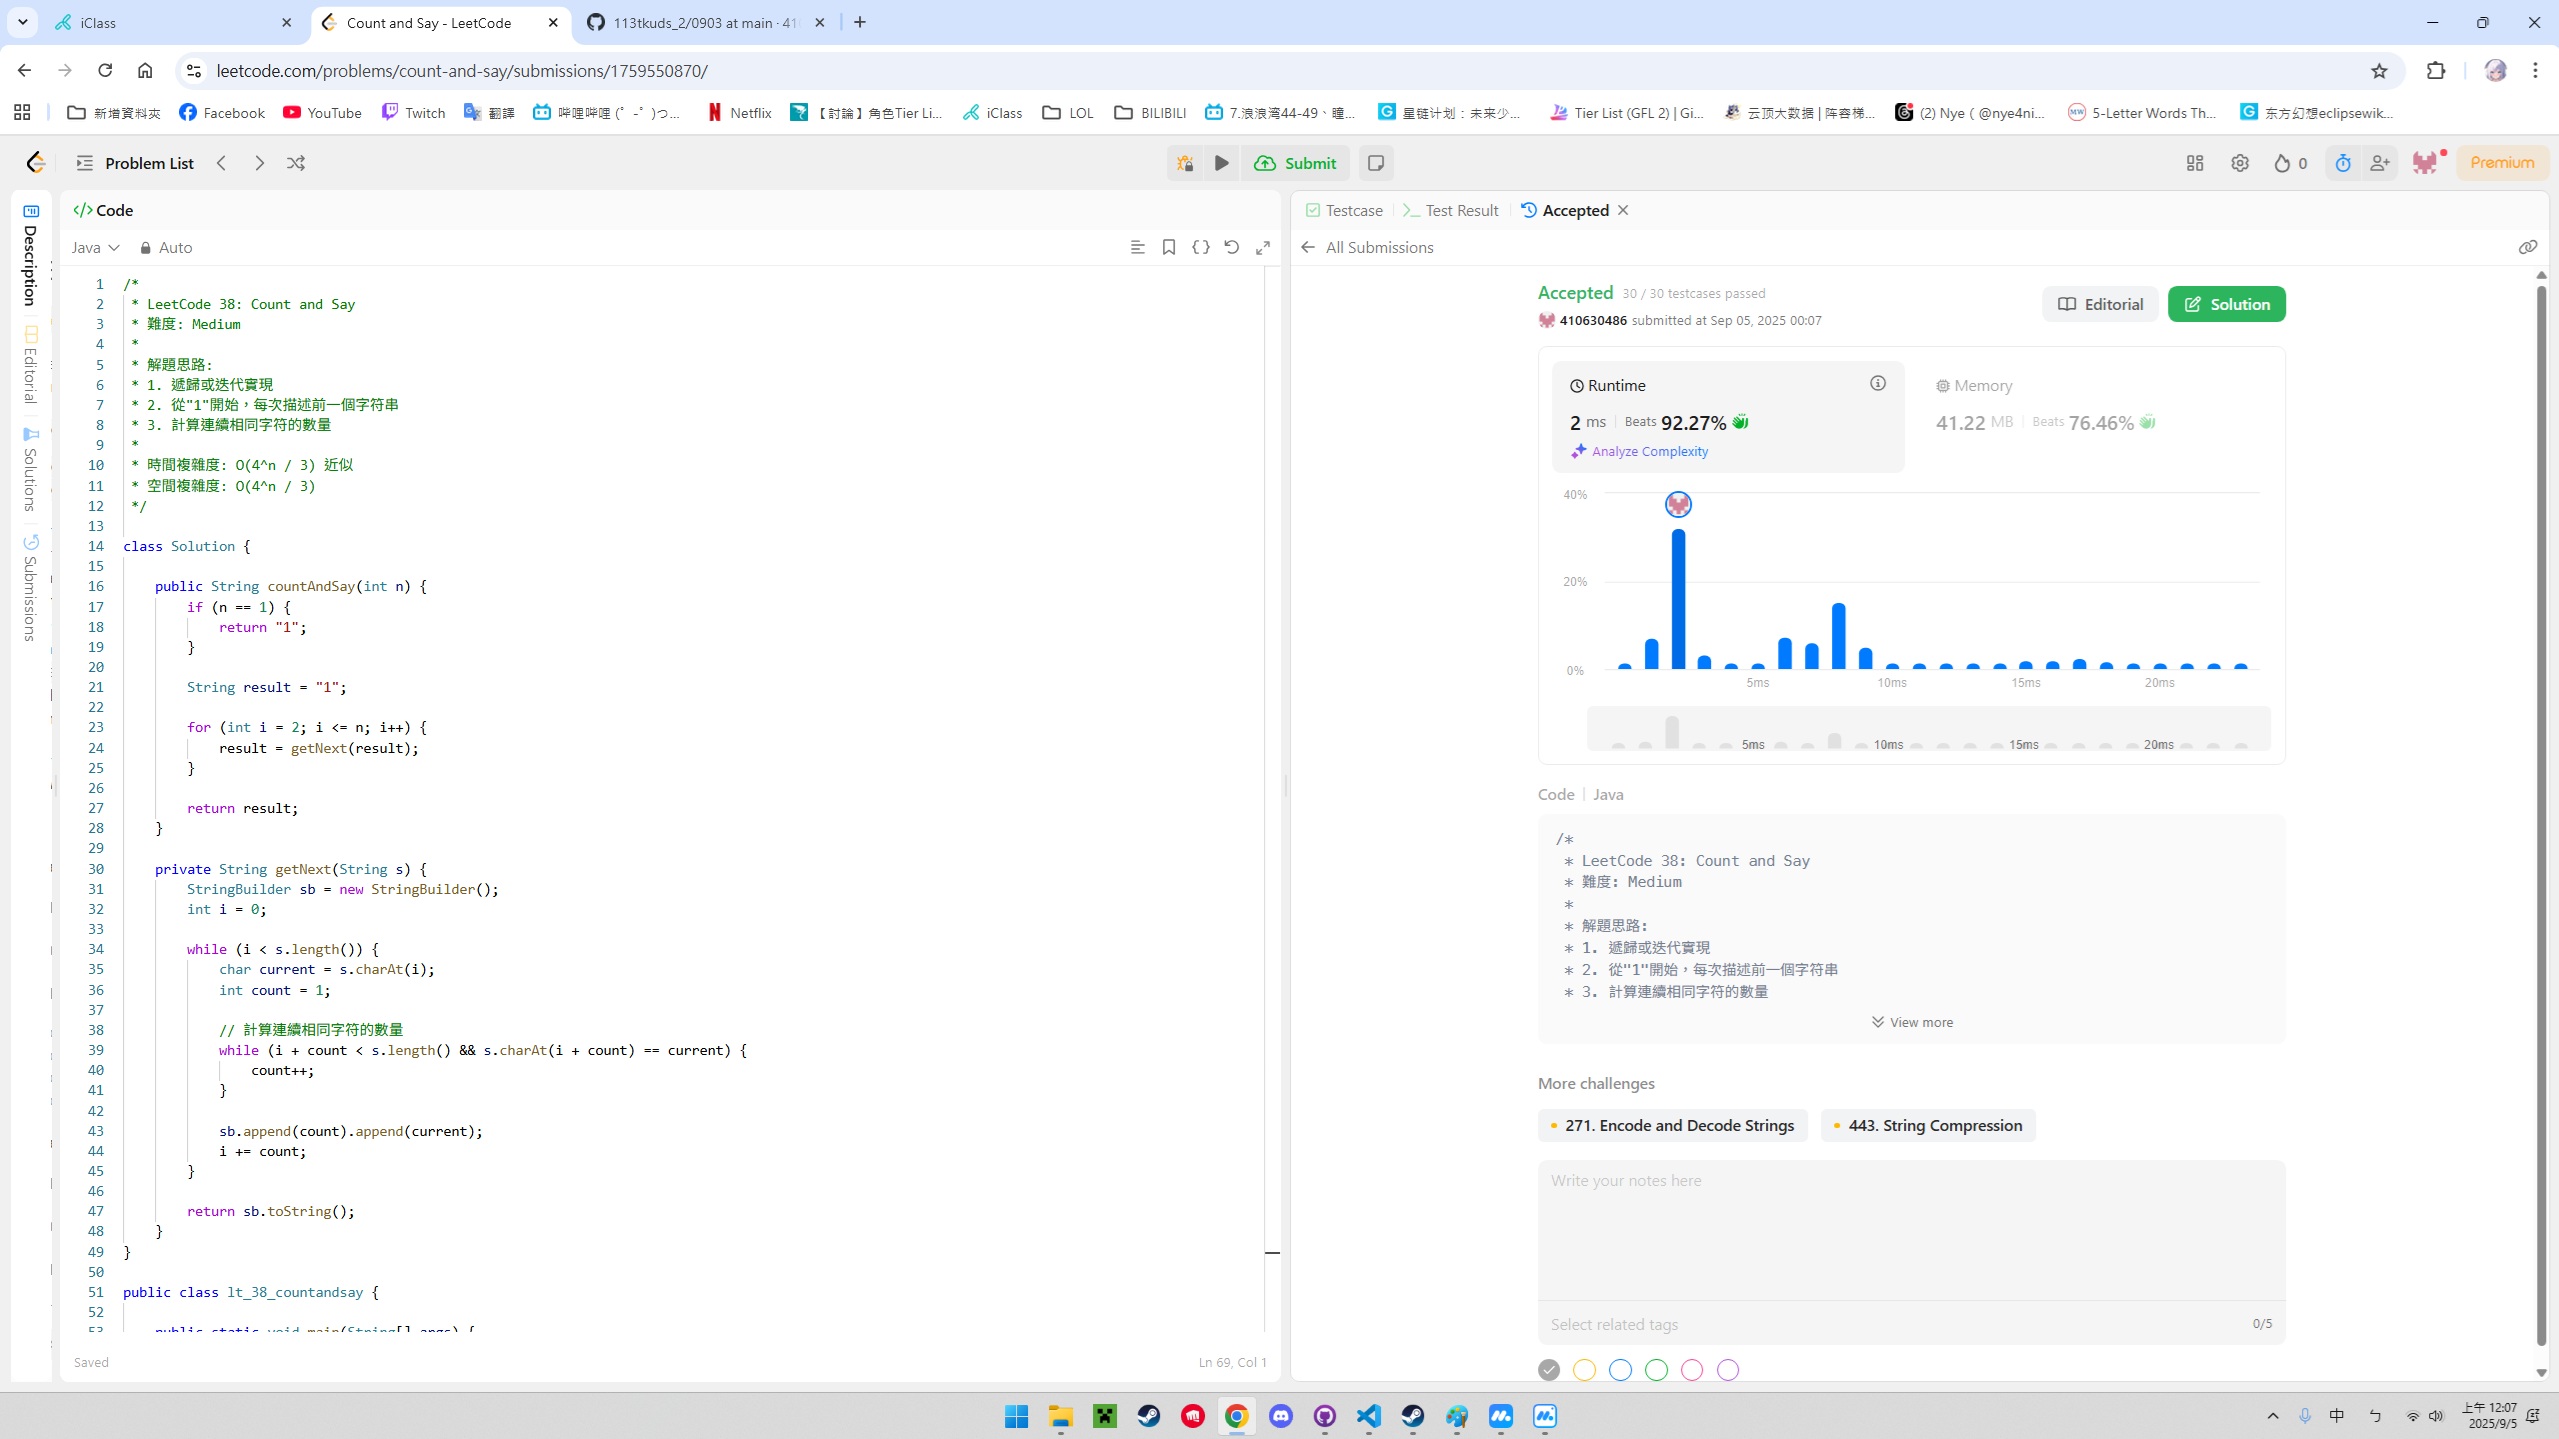 iClass
Count and Say - LeetCode
113tkuds_2/0903 at main · 41
leetcode.com/problems/count-and-say/submissions/1759550870/
新增資料夾
Facebook
YouTube
Twitch
翻譯
哔哩哔哩 (゜-゜)つ...
Netflix
【討論】角色Tier Li...
iClass
LOL
BILIBILI
7.浪浪湾44-49、瞳...
星链计划：未来少...
Tier List (GFL 2) | Gi...
云顶大数据 | 阵容梯...
(2) Nye ( @nye4ni...
5-Letter Words Th...
东方幻想eclipsewik...
Problem List
Submit
0
Premium
Description
Editorial
Solutions
Submissions
</> Code
Java
Auto
1 /*
2 * LeetCode 38: Count and Say
3 * 難度: Medium
4 *
5 * 解題思路:
6 * 1. 遞歸或迭代實現
7 * 2. 從"1"開始，每次描述前一個字符串
8 * 3. 計算連續相同字符的數量
9 *
10 * 時間複雜度: O(4^n / 3) 近似
11 * 空間複雜度: O(4^n / 3)
12 */
13
14 class Solution {
15
16 public String countAndSay(int n) {
17 if (n == 1) {
18 return "1";
19 }
20
21 String result = "1";
22
23 for (int i = 2; i <= n; i++) {
24 result = getNext(result);
25 }
26
27 return result;
28 }
29
30 private String getNext(String s) {
31 StringBuilder sb = new StringBuilder();
32 int i = 0;
33
34 while (i < s.length()) {
35 char current = s.charAt(i);
36 int count = 1;
37
38 // 計算連續相同字符的數量
39 while (i + count < s.length() && s.charAt(i + count) == current) {
40 count++;
41 }
42
43 sb.append(count).append(current);
44 i += count;
45 }
46
47 return sb.toString();
48 }
49 }
50
51 public class lt_38_countandsay {
52
53 public static void main(String[] args) {
Saved
Ln 69, Col 1
Testcase
Test Result
Accepted
All Submissions
Accepted 30 / 30 testcases passed
410630486 submitted at Sep 05, 2025 00:07
Editorial
Solution
Runtime
2 ms Beats 92.27%
Analyze Complexity
Memory
41.22 MB Beats 76.46%
40%
20%
0%
5ms 10ms 15ms 20ms
5ms 10ms 15ms 20ms
Code | Java
/*
* LeetCode 38: Count and Say
* 難度: Medium
*
* 解題思路:
* 1. 遞歸或迭代實現
* 2. 從"1"開始，每次描述前一個字符串
* 3. 計算連續相同字符的數量
View more
More challenges
271. Encode and Decode Strings
443. String Compression
Write your notes here
Select related tags
0/5
中
ㄅ
上午 12:07
2025/9/5